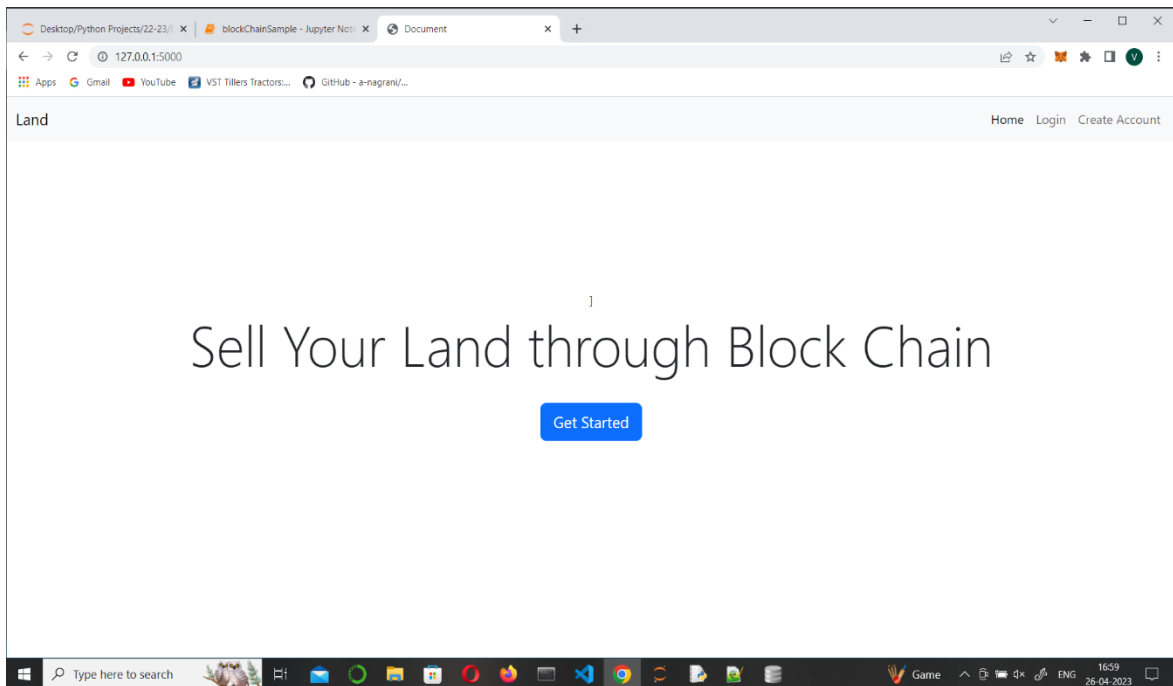 Desktop/Python Projects/22-23/
blockChainSample - Jupyter Not
Document
127.0.0.1:5000
Apps
Gmail
YouTube
VST Tillers Tractors:...
GitHub - a-nagrani/...
V
Land
Home Login Create Account
]
Sell Your Land through Block Chain
Get Started
Type here to search
Game
ENG
16:59
26-04-2023